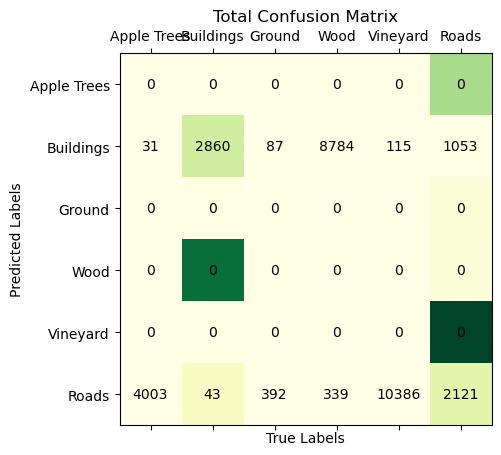 Total Confusion Matrix
Apple Trees Buildings Ground Wood Vineyard Roads
Apple Trees 0 0 0 0 0 0
Buildings 31 2860 87 8784 115 1053
Ground 0 0 0 0 0 0
Wood 0 0 0 0 0 0
Vineyard 0 0 0 0 0 0
Roads 4003 43 392 339 10386 2121
Predicted Labels
True Labels